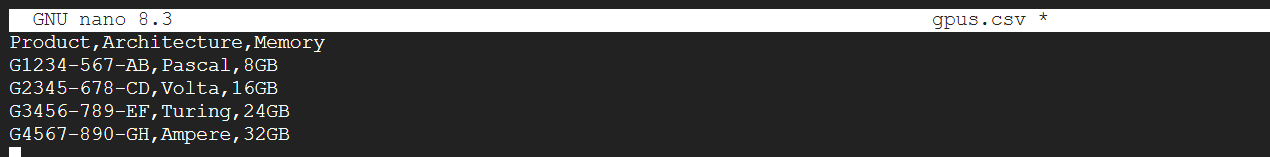 GNU nano 8.3 gpus.csv *
Product,Architecture,Memory
G1234-567-AB,Pascal,8GB
G2345-678-CD,Volta,16GB
G3456-789-EF,Turing,24GB
G4567-890-GH,Ampere,32GB